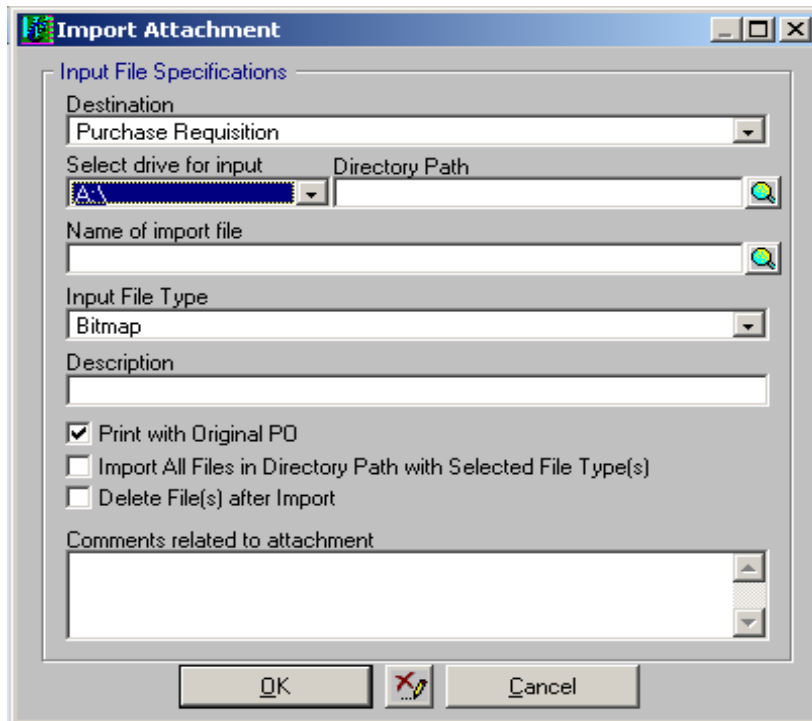 Import Attachment
Input File Specifications
Destination
Purchase Requisition
Select drive for input Directory Path
A:\
Name of import file
Input File Type
Bitmap
Description
Print with Original PO
Import All Files in Directory Path with Selected File Type(s)
Delete File(s) after Import
Comments related to attachment
OK Cancel